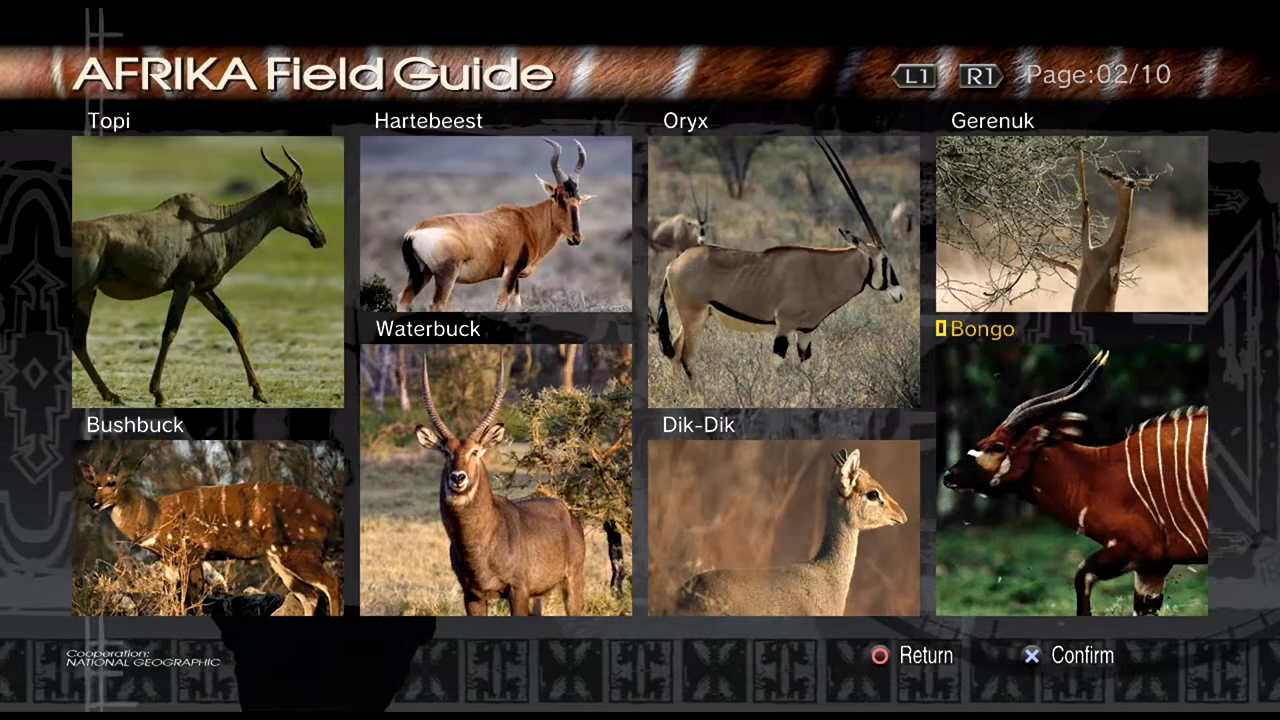 AFRIKA Field Guide
L1 R1 Page:02/10
Topi
Hartebeest
Oryx
Gerenuk
Waterbuck
Bongo
Bushbuck
Dik-Dik
Cooperation:
NATIONAL GEOGRAPHIC
Return
Confirm